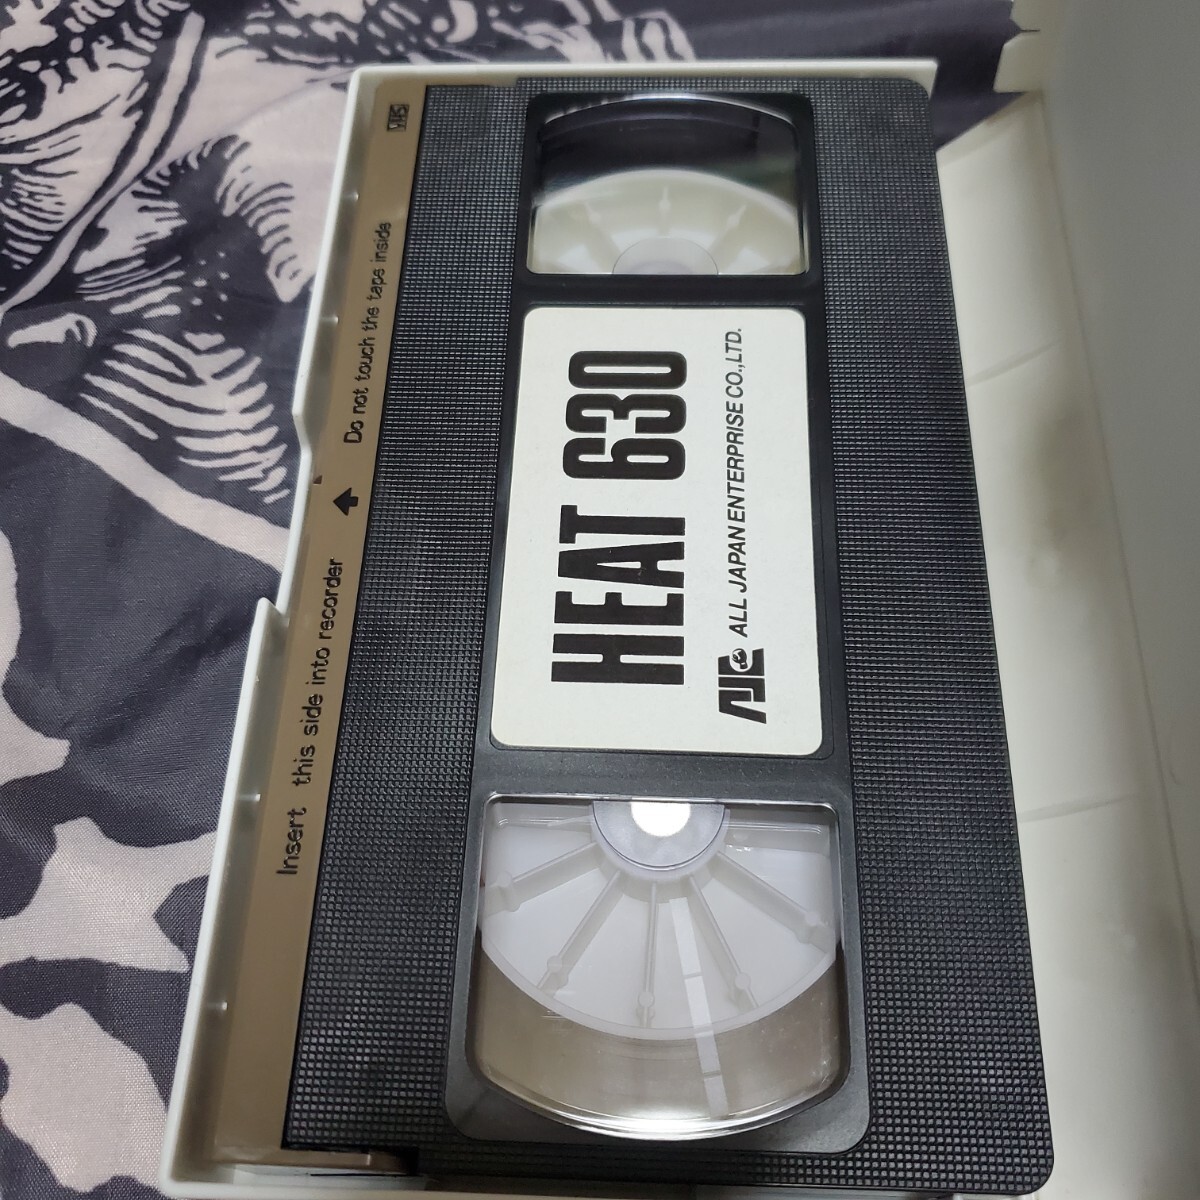 HEAT 630
AJE ALL JAPAN ENTERPRISE CO.,LTD.
Insert this side into recorder
Do not touch the tape inside
VHS